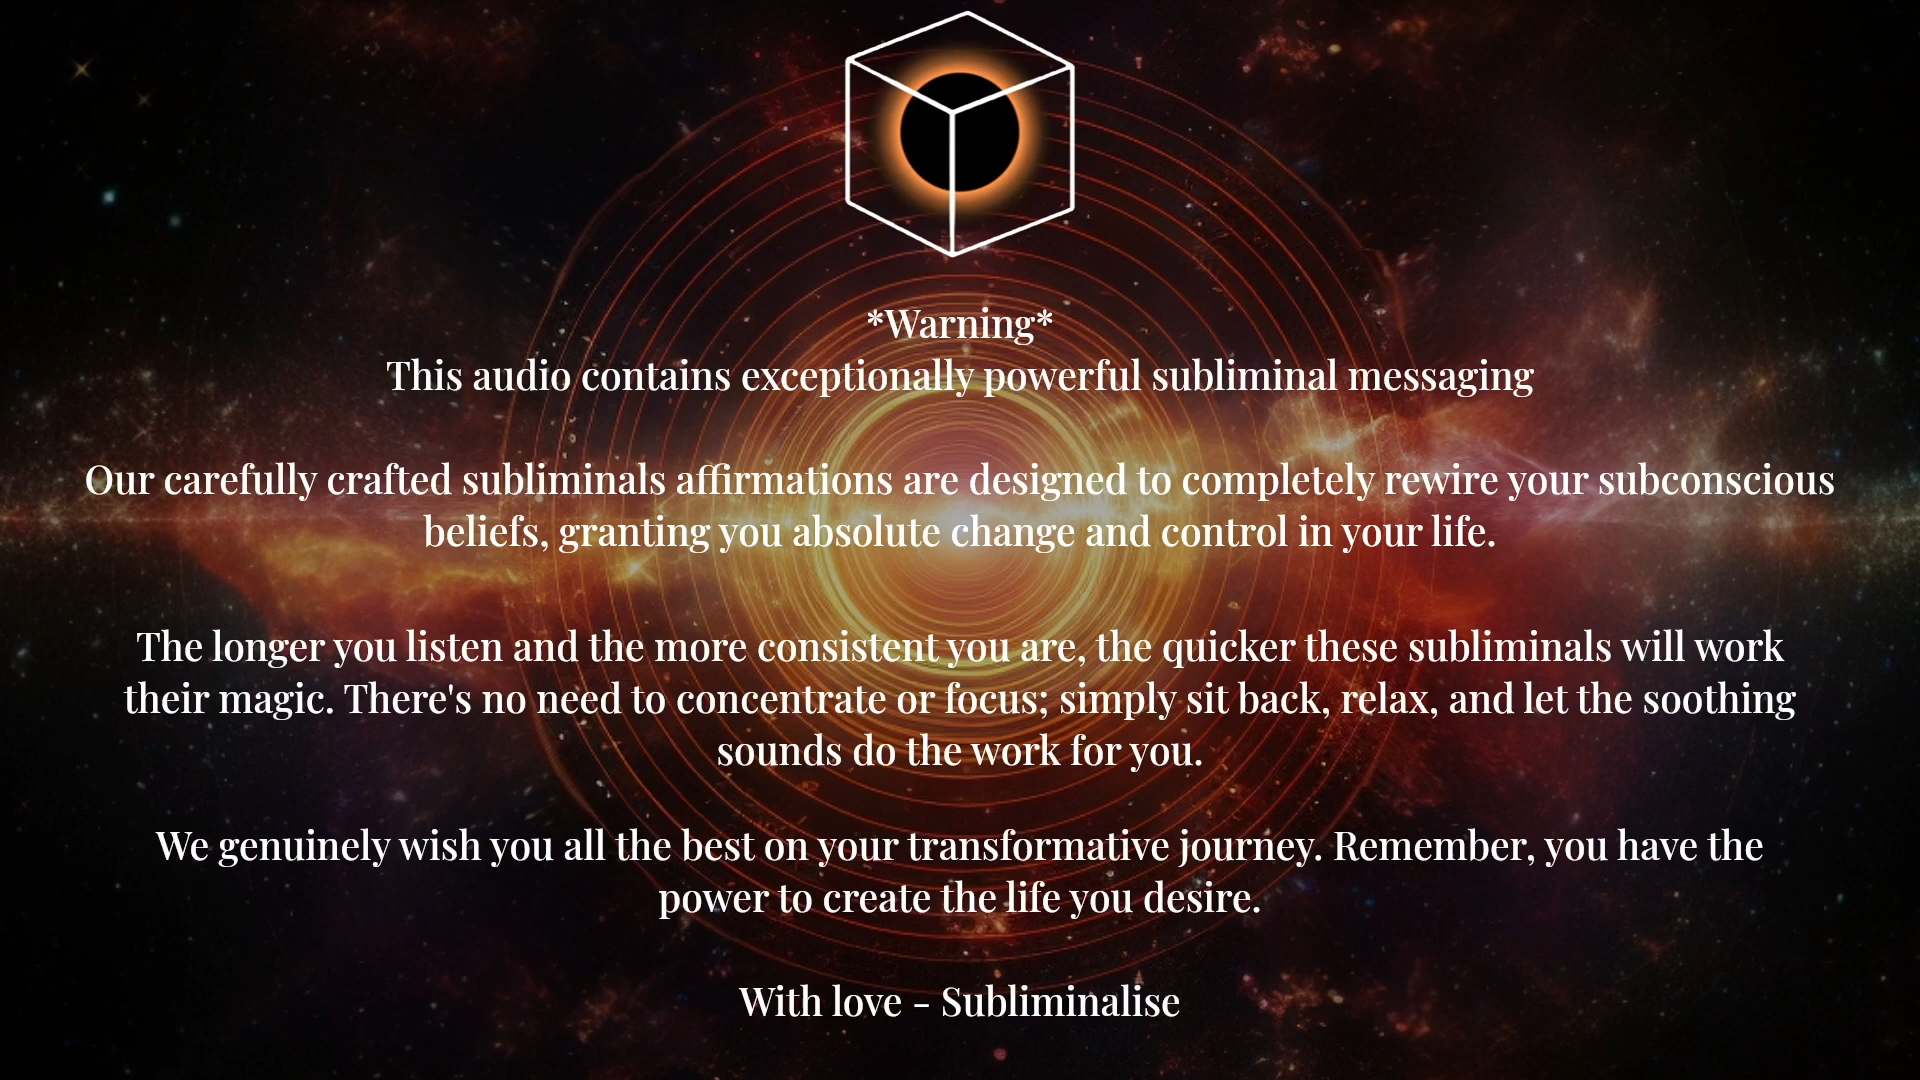 *Warning*
This audio contains exceptionally powerful subliminal messaging
Our carefully crafted subliminals affirmations are designed to completely rewire your subconscious
beliefs, granting you absolute change and control in your life.
The longer you listen and the more consistent you are, the quicker these subliminals will work
their magic. There's no need to concentrate or focus; simply sit back, relax, and let the soothing
sounds do the work for you.
We genuinely wish you all the best on your transformative journey. Remember, you have the
power to create the life you desire.
With love - Subliminalise